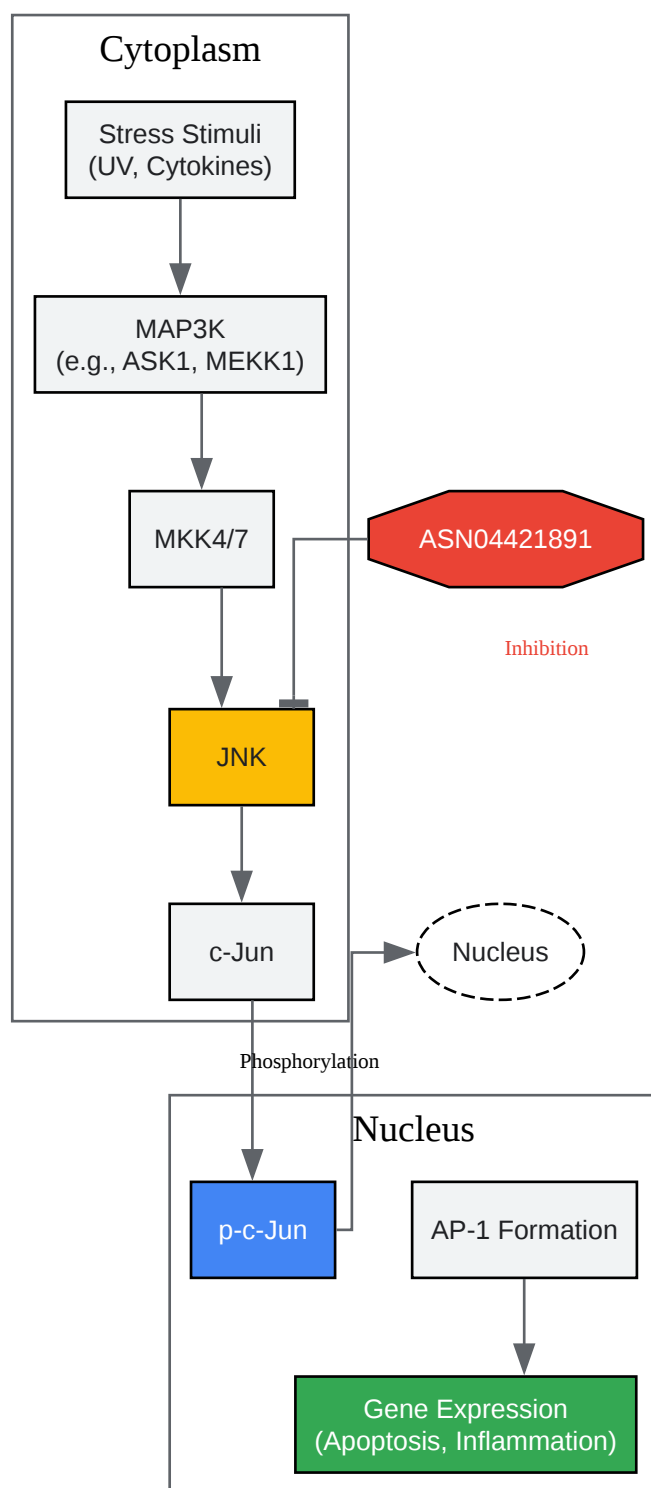 Cytoplasm
Stress Stimuli
(UV, Cytokines)
MAP3K
(e.g., ASK1, MEKK1)
MKK4/7
ASN04421891
Inhibition
JNK
c-Jun
Nucleus
Phosphorylation
Nucleus
p-c-Jun
AP-1 Formation
Gene Expression
(Apoptosis, Inflammation)